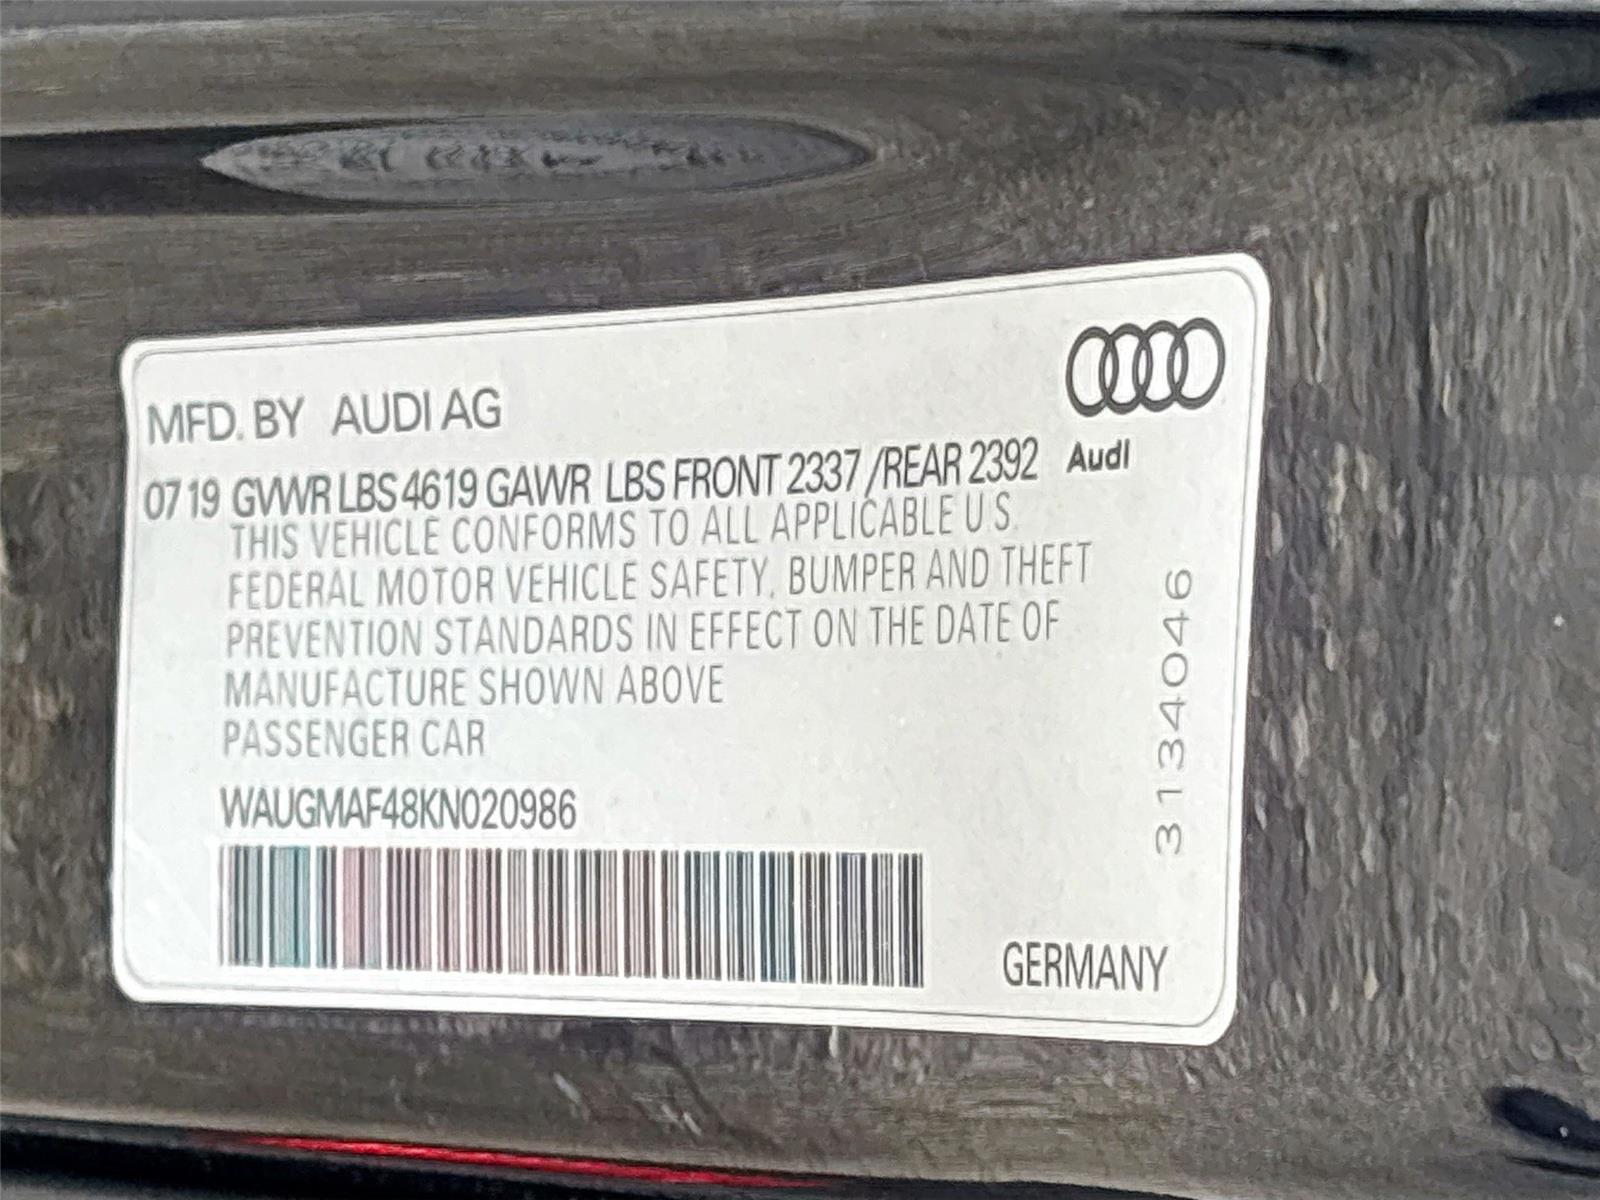 MFD. BY AUDI AG
Audi
07 19 GVWR LBS 4619 GAWR LBS FRONT 2337 /REAR 2392
THIS VEHICLE CONFORMS TO ALL APPLICABLE U.S.
FEDERAL MOTOR VEHICLE SAFETY, BUMPER AND THEFT
PREVENTION STANDARDS IN EFFECT ON THE DATE OF
MANUFACTURE SHOWN ABOVE
PASSENGER CAR
WAUGMAF48KN020986
3134046
GERMANY